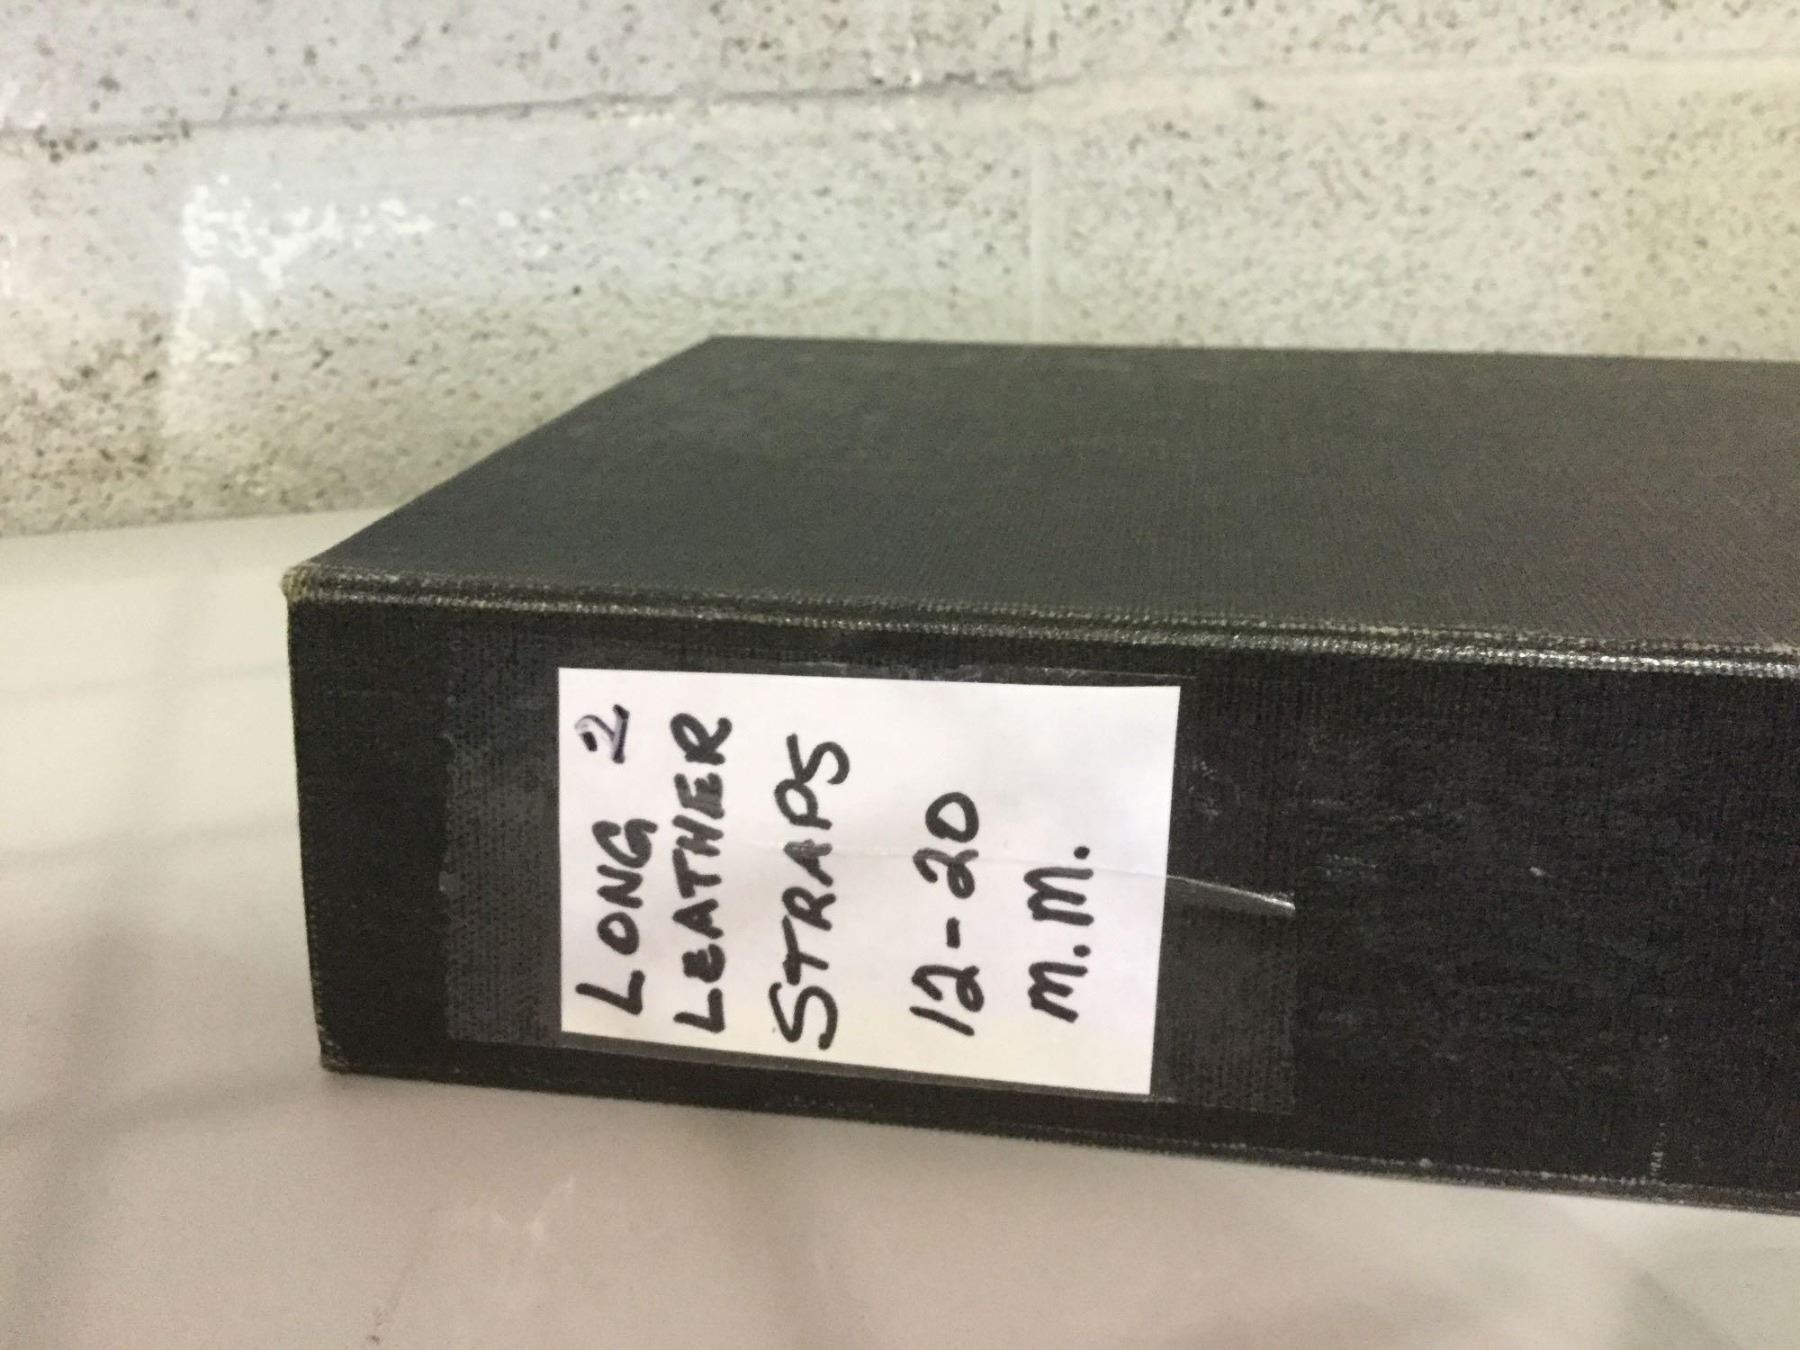 LONG 2
LEATHER
STRAPS
12-20
M.M.